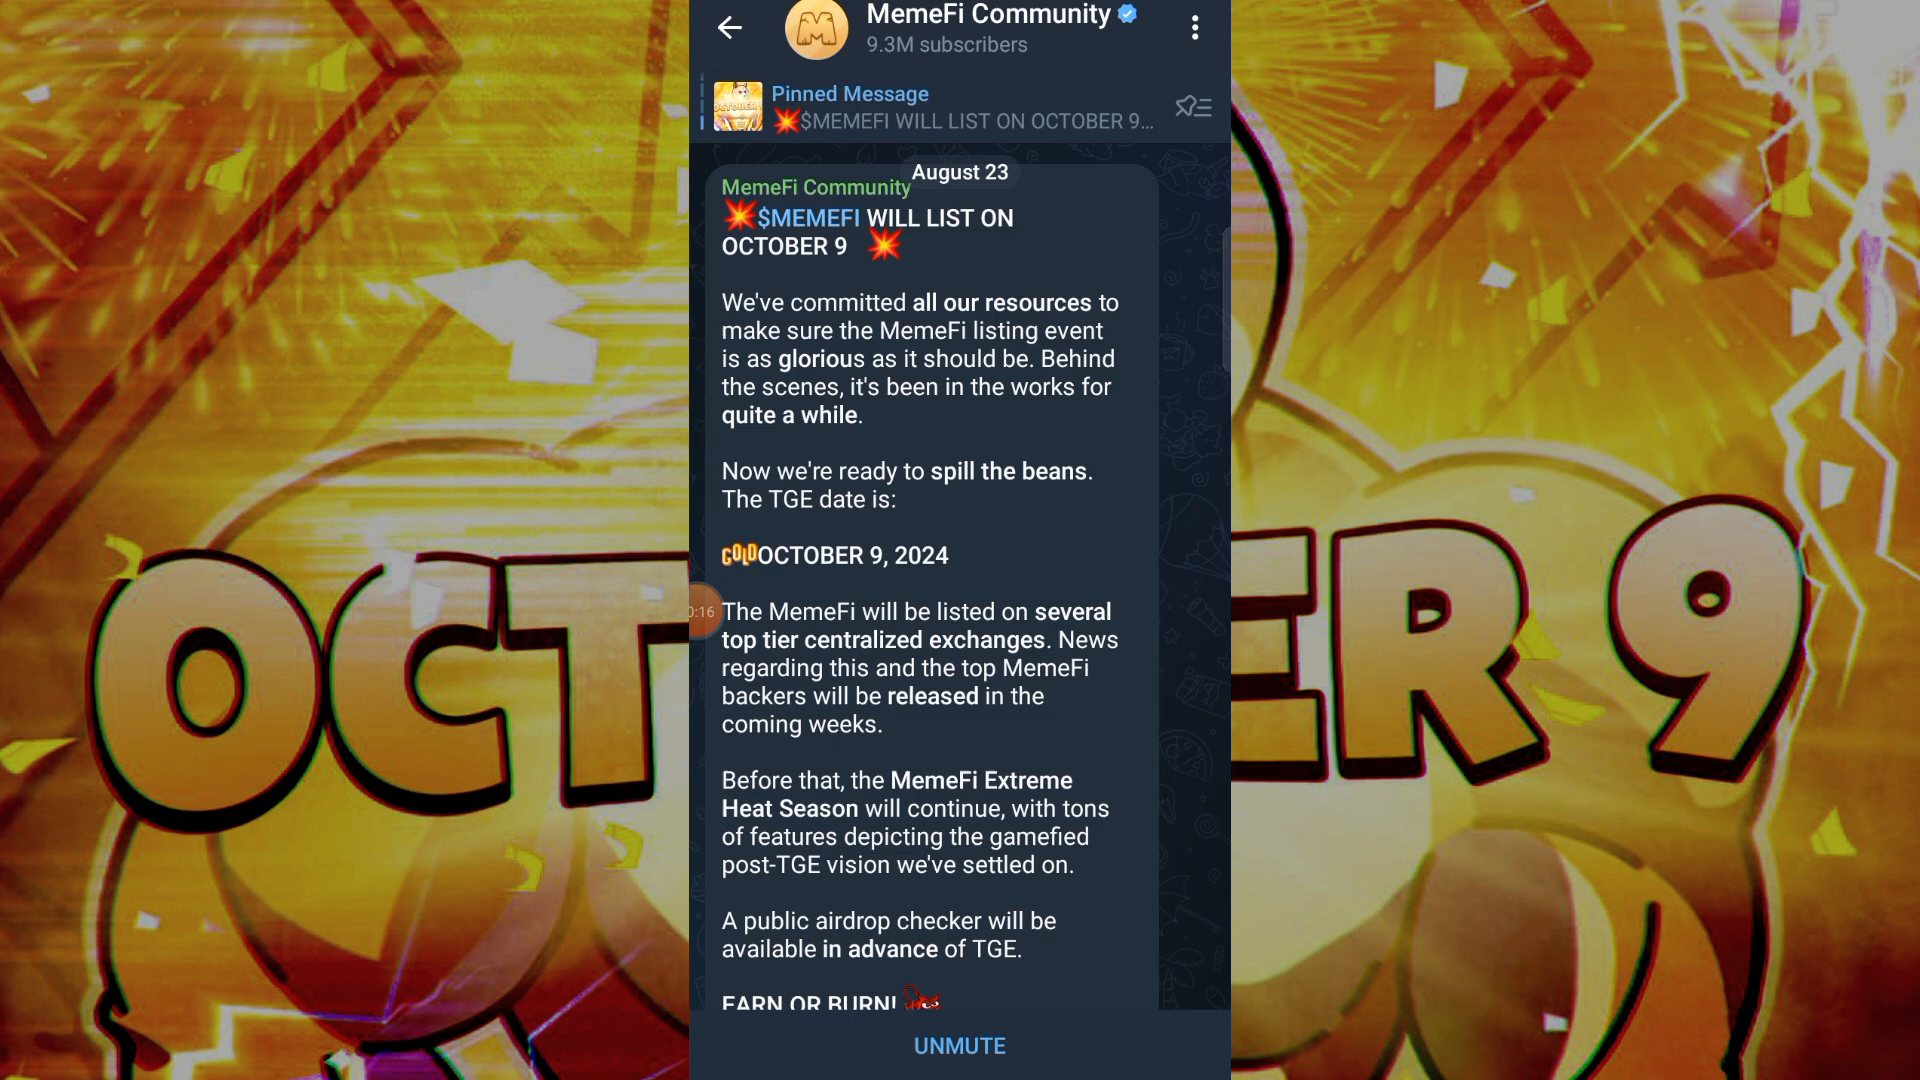 MemeFi Community
9.3M subscribers
Pinned Message
💥$MEMEFI WILL LIST ON OCTOBER 9...
August 23
MemeFi Community
💥$MEMEFI WILL LIST ON
OCTOBER 9 💥
We've committed all our resources to
make sure the MemeFi listing event
is as glorious as it should be. Behind
the scenes, it's been in the works for
quite a while.
Now we're ready to spill the beans.
The TGE date is:
GOLDOCTOBER 9, 2024
The MemeFi will be listed on several
top tier centralized exchanges. News
regarding this and the top MemeFi
backers will be released in the
coming weeks.
Before that, the MemeFi Extreme
Heat Season will continue, with tons
of features depicting the gamefied
post-TGE vision we've settled on.
A public airdrop checker will be
available in advance of TGE.
EARN OR BURN!
UNMUTE
0:16
OCT
ER 9